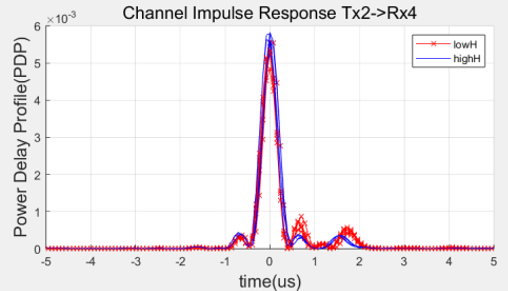 Channel Impulse Response Tx2->Rx4
×10⁻³
6
5
4
3
2
1
0
Power Delay Profile(PDP)
lowH
highH
-5 -4 -3 -2 -1 0 1 2 3 4 5
time(us)